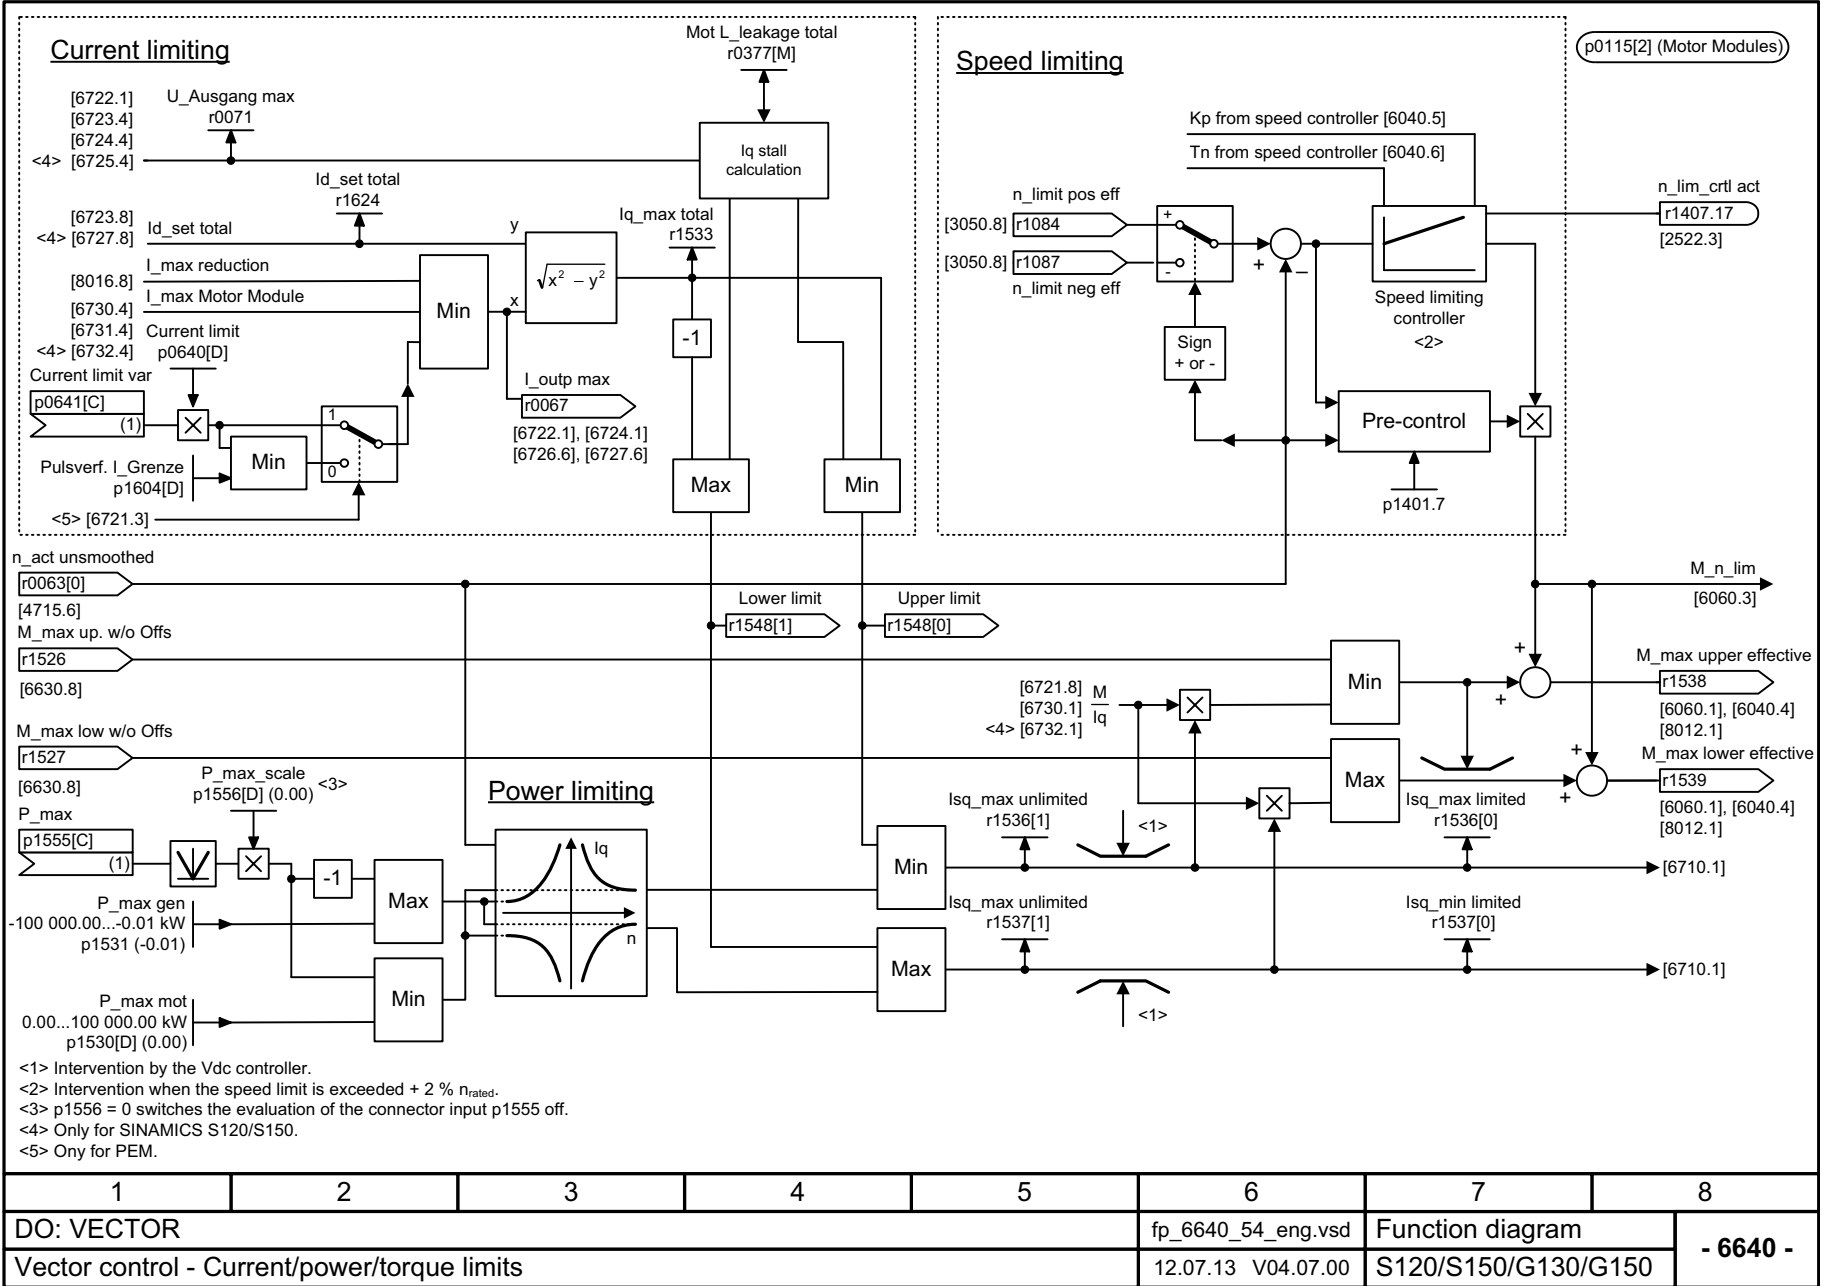 Current limiting
[6722.1]
[6723.4]
[6724.4]
<4> [6725.4]
U_Ausgang max
r0071
Mot L_leakage total
r0377[M]
Iq stall
calculation
Id_set total
r1624
[6723.8]
<4> [6727.8]
Id_set total
y
Iq_max total
r1533
I_max reduction
[8016.8]
I_max Motor Module
[6730.4]
[6731.4]
<4> [6732.4]
Min
x
√x² – y²
-1
Current limit
p0640[D]
Current limit var
p0641[C]
(1)
I_outp max
r0067
[6722.1], [6724.1]
[6726.6], [6727.6]
1
0
Min
Pulsverf. I_Grenze
p1604[D]
<5> [6721.3]
Max
Min
Speed limiting
p0115[2] (Motor Modules)
Kp from speed controller [6040.5]
Tn from speed controller [6040.6]
n_limit pos eff
[3050.8]
r1084
[3050.8]
r1087
n_limit neg eff
+
-
+
–
Sign
+ or -
Speed limiting
controller
<2>
n_lim_crtl act
r1407.17
[2522.3]
Pre-control
p1401.7
n_act unsmoothed
r0063[0]
[4715.6]
M_max up. w/o Offs
r1526
[6630.8]
Lower limit
r1548[1]
Upper limit
r1548[0]
M_n_lim
[6060.3]
M_max low w/o Offs
r1527
[6630.8]
[6721.8]
[6730.1]
<4> [6732.1]
M
Iq
Min
Max
+
+
+
+
M_max upper effective
r1538
[6060.1], [6040.4]
[8012.1]
M_max lower effective
r1539
[6060.1], [6040.4]
[8012.1]
P_max_scale
p1556[D] (0.00) <3>
P_max
p1555[C]
(1)
-1
Max
P_max gen
-100 000.00...-0.01 kW
p1531 (-0.01)
Min
P_max mot
0.00...100 000.00 kW
p1530[D] (0.00)
Power limiting
Iq
n
Min
Isq_max unlimited
r1536[1]
<1>
Isq_max limited
r1536[0]
[6710.1]
Max
Isq_max unlimited
r1537[1]
<1>
Isq_min limited
r1537[0]
[6710.1]
<1> Intervention by the Vdc controller.
<2> Intervention when the speed limit is exceeded + 2 % nrated.
<3> p1556 = 0 switches the evaluation of the connector input p1555 off.
<4> Only for SINAMICS S120/S150.
<5> Ony for PEM.
1 2 3 4 5 6 7 8
DO: VECTOR
fp_6640_54_eng.vsd
Function diagram
- 6640 -
Vector control - Current/power/torque limits
12.07.13 V04.07.00
S120/S150/G130/G150